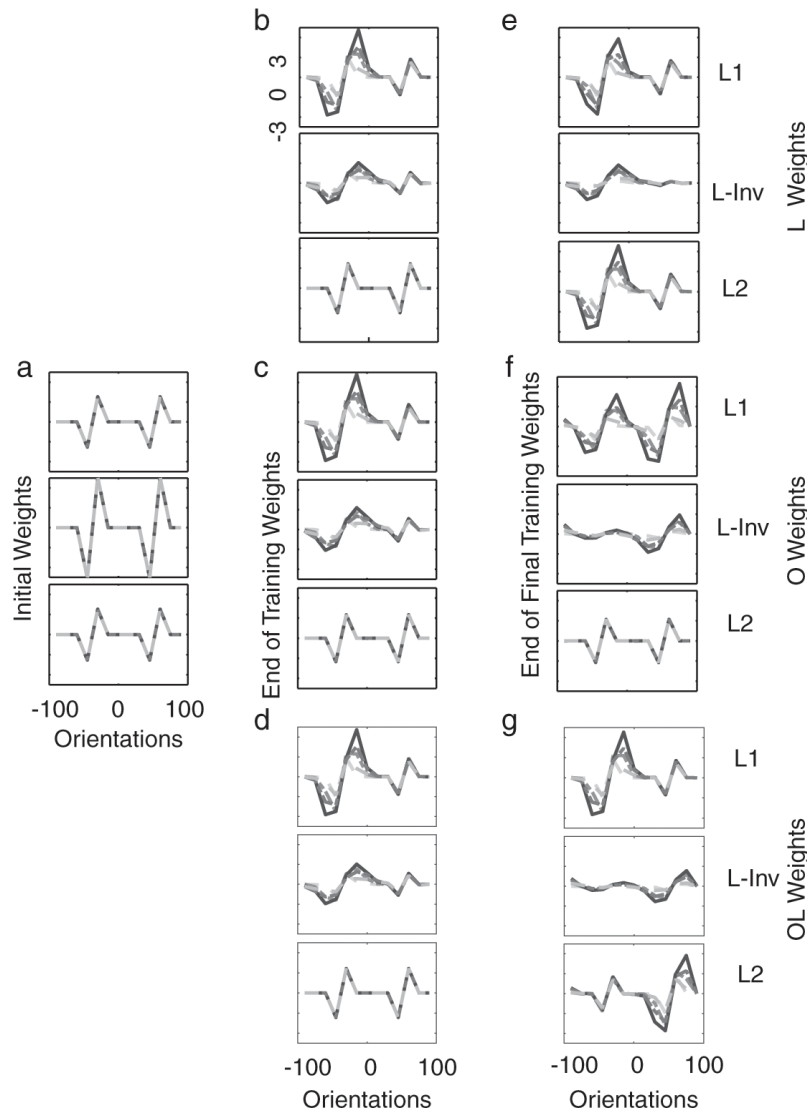 b
e
3
0
-3
L1
L-Inv
L2
L Weights
a
c
f
Initial Weights
End of Training Weights
End of Final Training Weights
L1
L-Inv
L2
O Weights
-100 0 100
Orientations
d
g
L1
L-Inv
L2
OL Weights
-100 0 100
Orientations
-100 0 100
Orientations